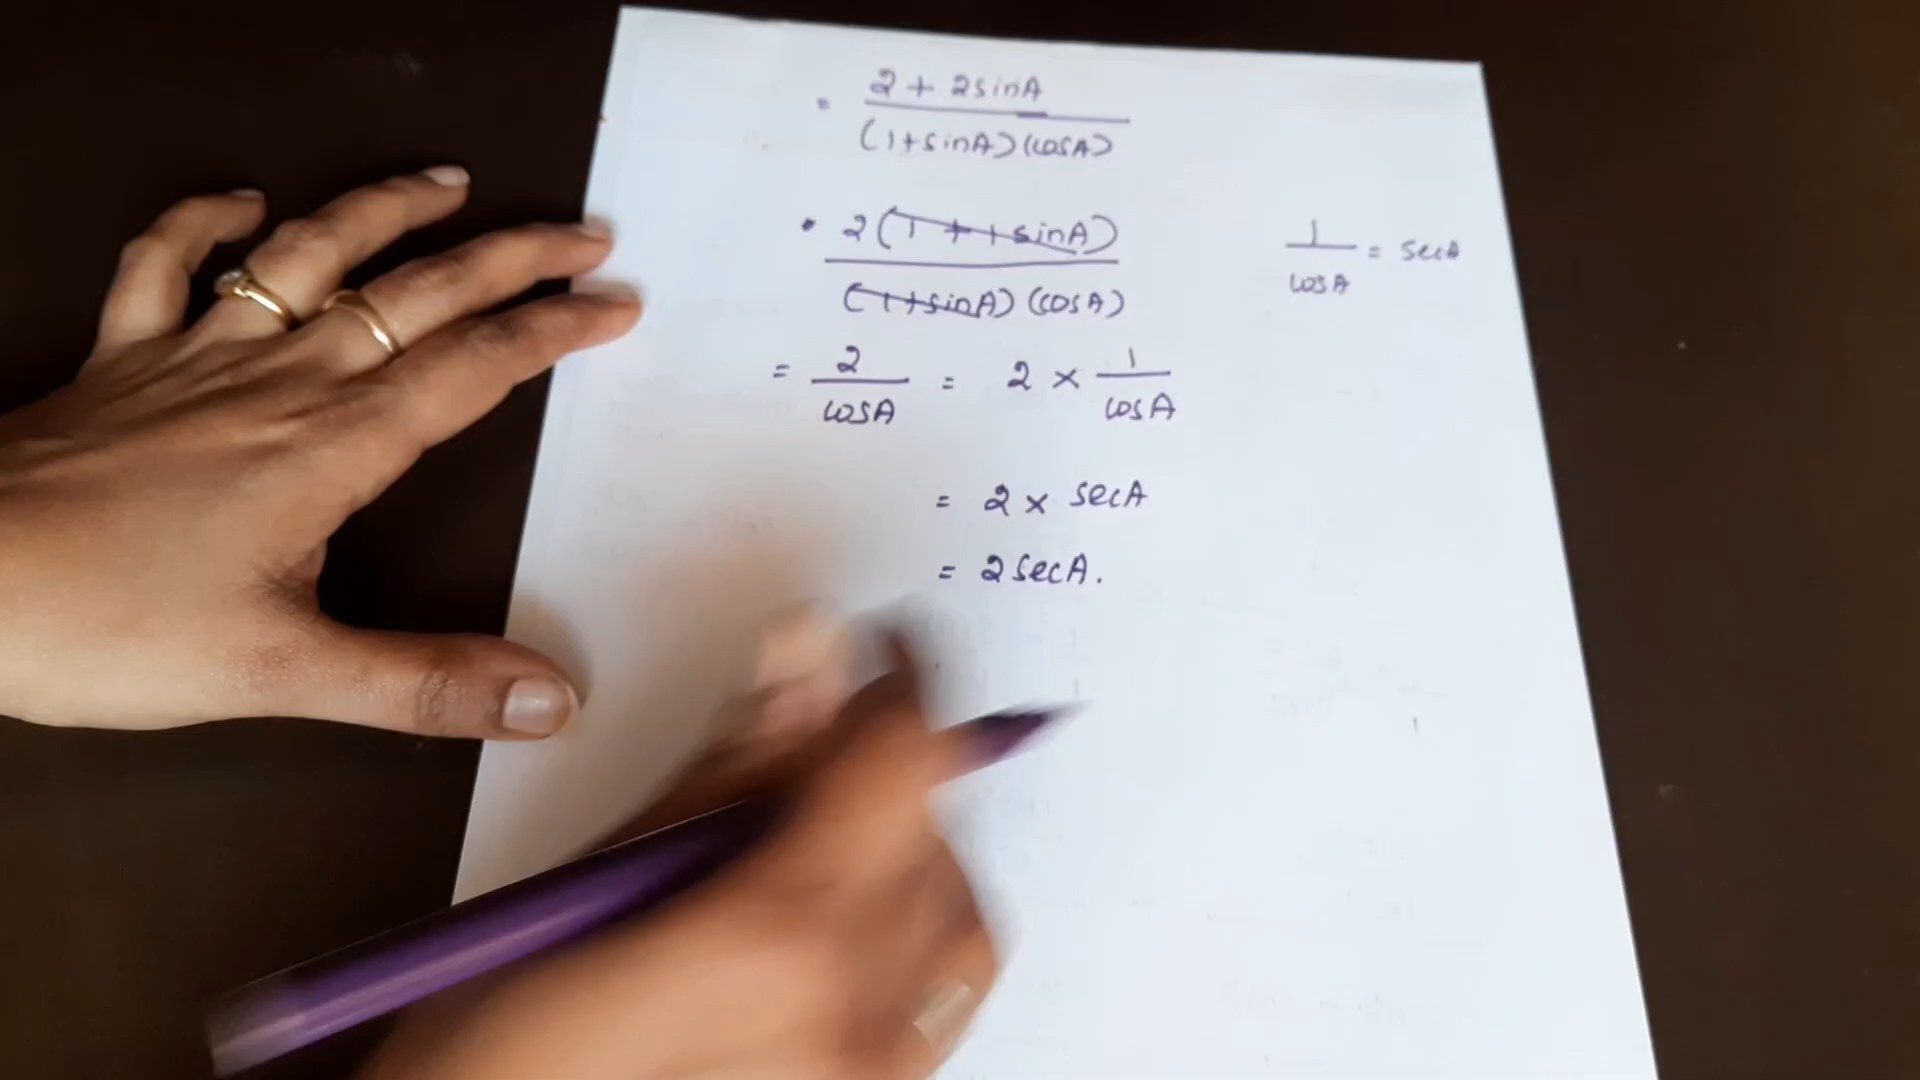 = 2 + 2sinA
(1+sinA)(cosA)
2(1 + 1sinA)
(1+sinA)(cosA)
1
cosA = secA
= 2/cosA = 2 × 1/cosA
= 2 × secA
= 2secA.